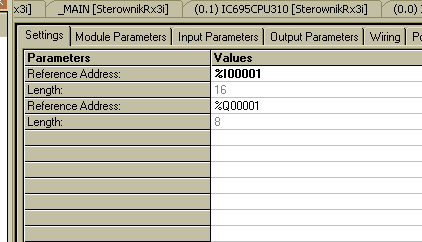 x3i] _MAIN [SterownikRx3i] (0.1) IC695CPU310 [SterownikRx3i] (0.0)
Settings Module Parameters Input Parameters Output Parameters Wiring
Parameters Values
Reference Address: %I00001
Length: 16
Reference Address: %Q00001
Length: 8